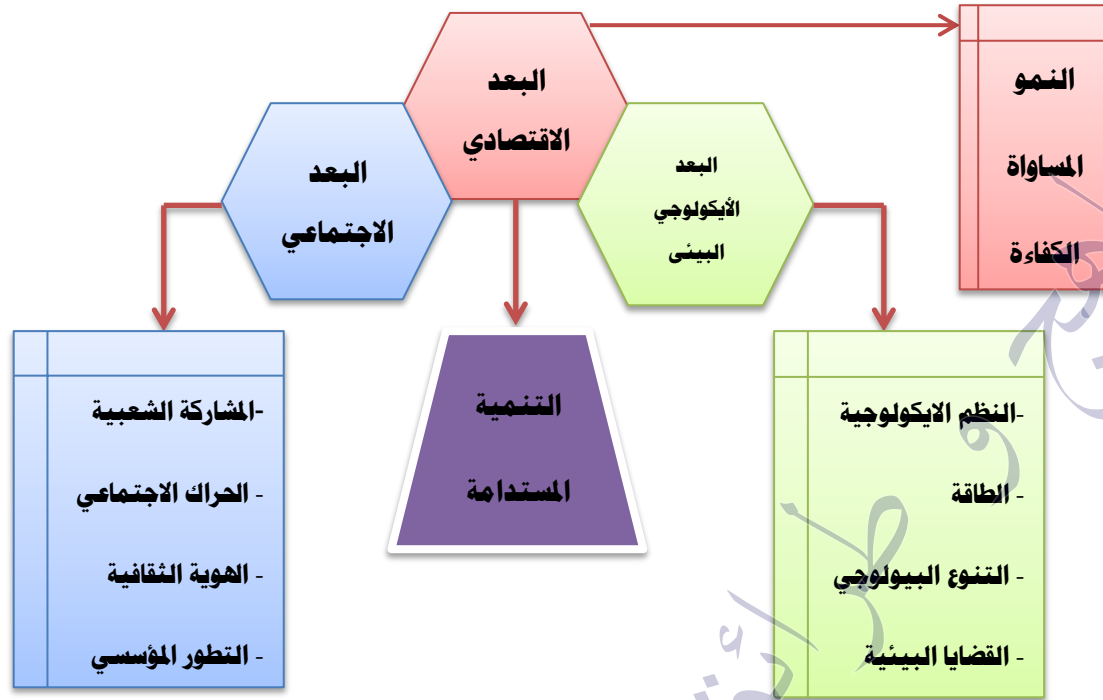 البعد
الاقتصادي
النمو
المساواة
الكفاءة
البعد
الأيكولوجي
البيئى
البعد
الاجتماعي
-النظم الايكولوجية
- الطاقة
- التنوع البيولوجي
- القضايا البيئية
التنمية
المستدامة
-المشاركة الشعبية
- الحراك الاجتماعي
- الهوية الثقافية
- التطور المؤسسي